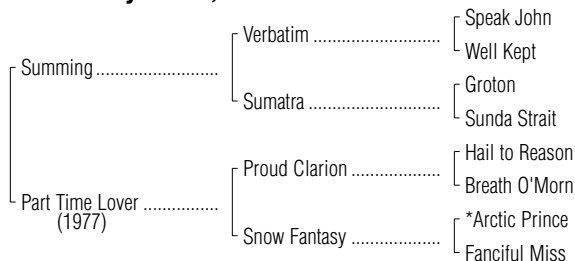 Speak John
Verbatim ..........................
Well Kept
Summing..........................
Groton
Sumatra ...........................
Sunda Strait
Hail to Reason
Proud Clarion ...................
Breath O'Morn
Part Time Lover ................
(1977)
*Arctic Prince
Snow Fantasy ...................
Fanciful Miss